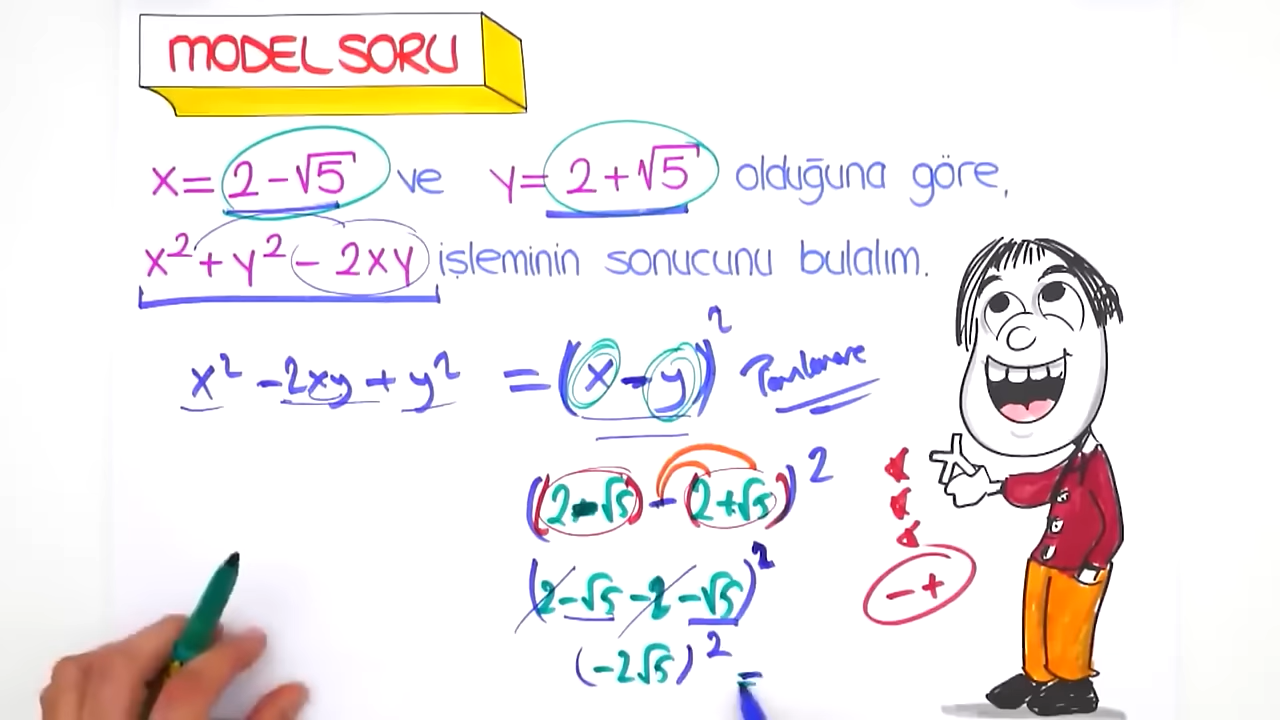 MODEL SORU
x = 2 - √5 ve y = 2 + √5 olduğuna göre,
x² + y² - 2xy işleminin sonucunu bulalım.
x² - 2xy + y² = (x - y)²
((2 - √5) - (2 + √5))²
(2 - √5 - 2 - √5)²
- +
(-2√5)² =